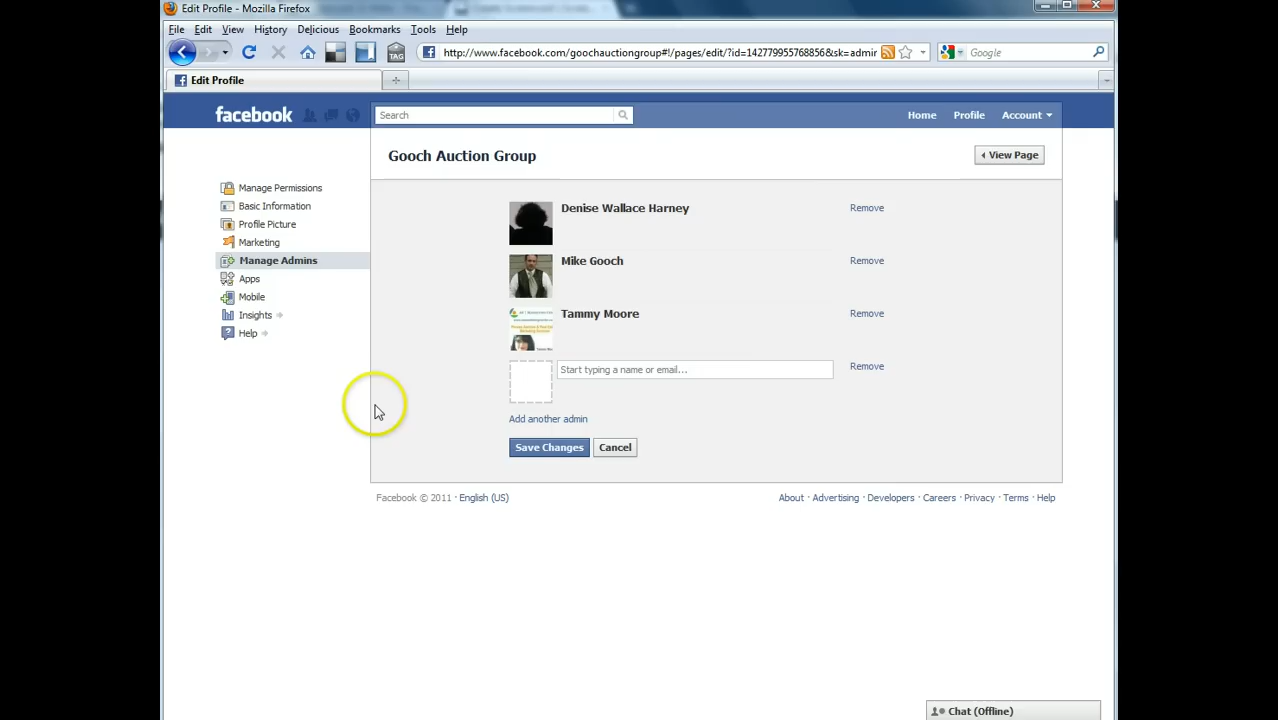 Edit Profile - Mozilla Firefox
File Edit View History Delicious Bookmarks Tools Help
TAG
http://www.facebook.com/goochauctiongroup#!/pages/edit/?id=142779955768856&sk=admir
Google
Edit Profile
facebook
Search
Home Profile Account
Gooch Auction Group
View Page
Manage Permissions
Basic Information
Profile Picture
Marketing
Manage Admins
Apps
Mobile
Insights
Help
Denise Wallace Harney Remove
Mike Gooch Remove
Tammy Moore Remove
Start typing a name or email... Remove
Add another admin
Save Changes Cancel
Facebook © 2011 · English (US)
About · Advertising · Developers · Careers · Privacy · Terms · Help
Chat (Offline)